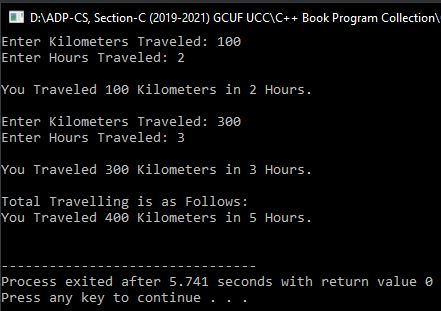 D:\ADP-CS, Section-C (2019-2021) GCUF UCC\C++ Book Program Collection\
Enter Kilometers Traveled: 100
Enter Hours Traveled: 2
You Traveled 100 Kilometers in 2 Hours.
Enter Kilometers Traveled: 300
Enter Hours Traveled: 3
You Traveled 300 Kilometers in 3 Hours.
Total Travelling is as Follows:
You Traveled 400 Kilometers in 5 Hours.
--------------------------------
Process exited after 5.741 seconds with return value 0
Press any key to continue . . .